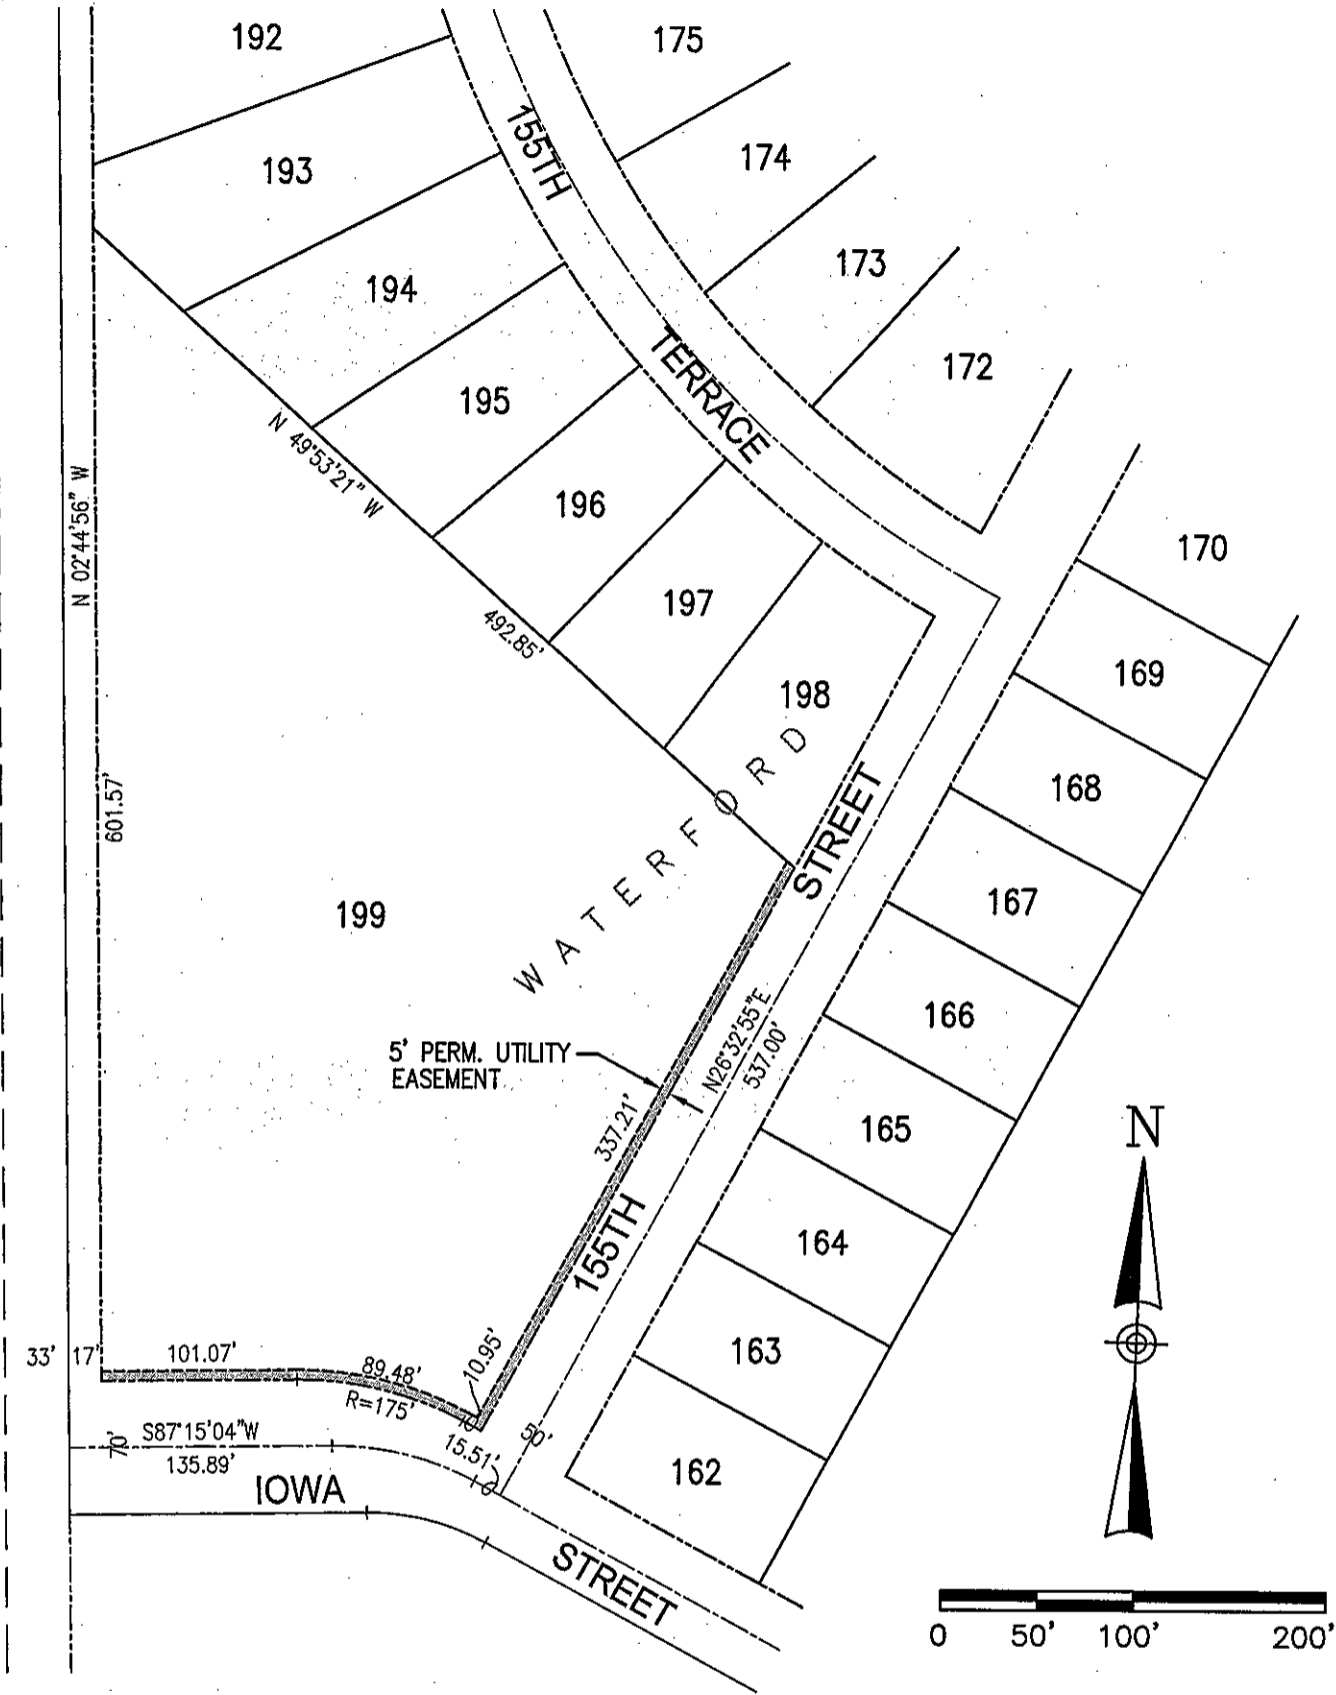 192
175
155TH
193
174
194
173
TERRACE
172
195
N 49°53'21" W
N 02°44'56" W
196
170
492.85'
197
169
198
601.57'
168
STREET
WATERFORD
199
167
166
N26°32'55"E
537.00'
5' PERM. UTILITY
EASEMENT
337.21'
165
N
155TH
164
33'
17'
101.07'
89.48'
R=175'
10.95'
163
70'
S87°15'04"W
135.89'
15.51'
50'
IOWA
162
STREET
0 50' 100' 200'